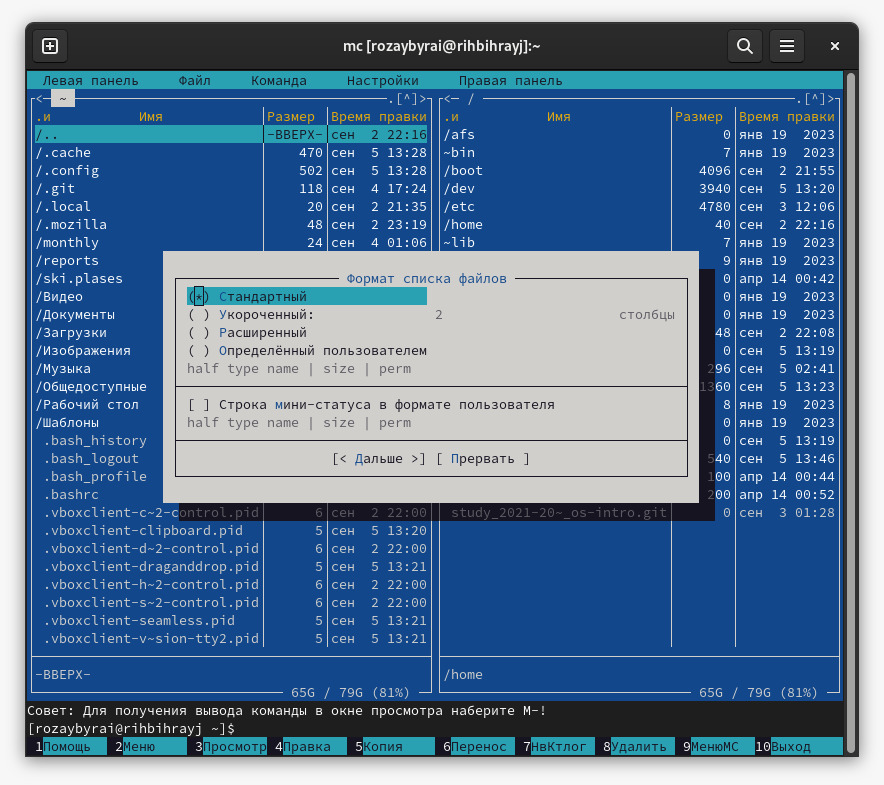 mc [rozaybyrai@rihbihrayj]:~
Левая панель Файл Команда Настройки Правая панель
<─ ~ .[^]> <─ / .[^]>
.и Имя Размер Время правки .и Имя Размер Время правки
/.. -ВВЕРХ- сен 2 22:16 /afs 0 янв 19 2023
/.cache 470 сен 5 13:28 ~bin 7 янв 19 2023
/.config 502 сен 5 13:28 /boot 4096 сен 2 21:55
/.git 118 сен 4 17:24 /dev 3940 сен 5 13:20
/.local 20 сен 2 21:35 /etc 4780 сен 3 12:06
/.mozilla 48 сен 2 23:19 /home 40 сен 2 22:16
/monthly 24 сен 4 01:06 ~lib 7 янв 19 2023
/reports 9 янв 19 2023
/ski.plases Формат списка файлов 0 апр 14 00:42
/Видео (*) Стандартный 0 янв 19 2023
/Документы ( ) Укороченный: 2 столбцы 0 янв 19 2023
/Загрузки ( ) Расширенный 48 сен 2 22:08
/Изображения ( ) Определённый пользователем 0 сен 5 13:19
/Музыка half type name | size | perm 296 сен 5 02:41
/Общедоступные 1360 сен 5 13:23
/Рабочий стол [ ] Строка мини-статуса в формате пользователя 8 янв 19 2023
/Шаблоны half type name | size | perm 0 янв 19 2023
.bash_history 0 сен 5 13:19
.bash_logout [< Дальше >] [ Прервать ] 540 сен 5 13:46
.bash_profile 100 апр 14 00:44
.bashrc 200 апр 14 00:52
.vboxclient-c~2-control.pid 6 сен 2 22:00 study_2021-20~_os-intro.git 0 сен 3 01:28
.vboxclient-clipboard.pid 5 сен 5 13:20
.vboxclient-d~2-control.pid 6 сен 2 22:00
.vboxclient-draganddrop.pid 5 сен 5 13:21
.vboxclient-h~2-control.pid 6 сен 2 22:00
.vboxclient-s~2-control.pid 6 сен 2 22:00
.vboxclient-seamless.pid 5 сен 5 13:21
.vboxclient-v~sion-tty2.pid 5 сен 5 13:21
-ВВЕРХ- /home
65G / 79G (81%) 65G / 79G (81%)
Совет: Для получения вывода команды в окне просмотра наберите M-!
[rozaybyrai@rihbihrayj ~]$
1Помощь 2Меню 3Просмотр 4Правка 5Копия 6Перенос 7НвКтлог 8Удалить 9МенюMC 10Выход